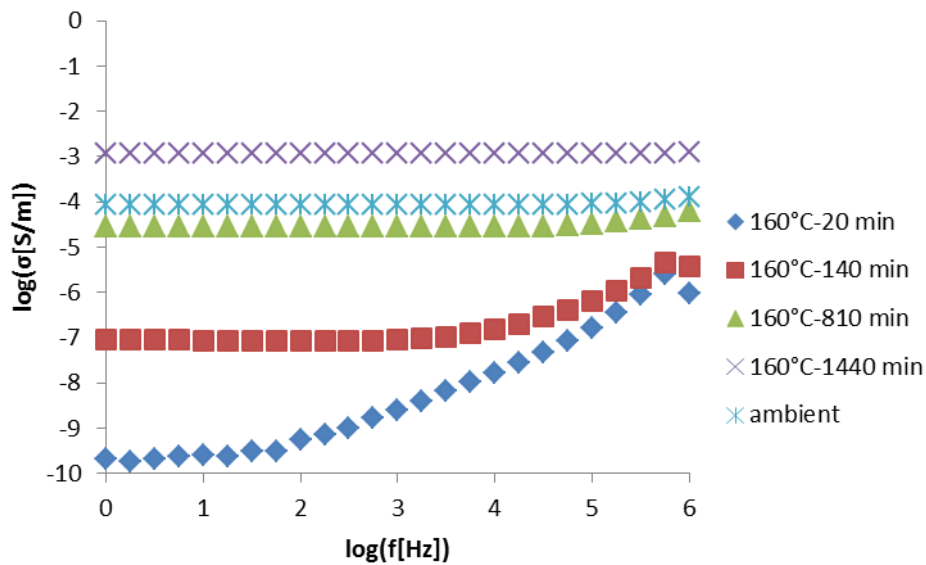 0
-1
-2
-3
-4
-5
-6
-7
-8
-9
-10
log(σ[S/m])
0 1 2 3 4 5 6
log(f[Hz])
160°C-20 min
160°C-140 min
160°C-810 min
160°C-1440 min
ambient